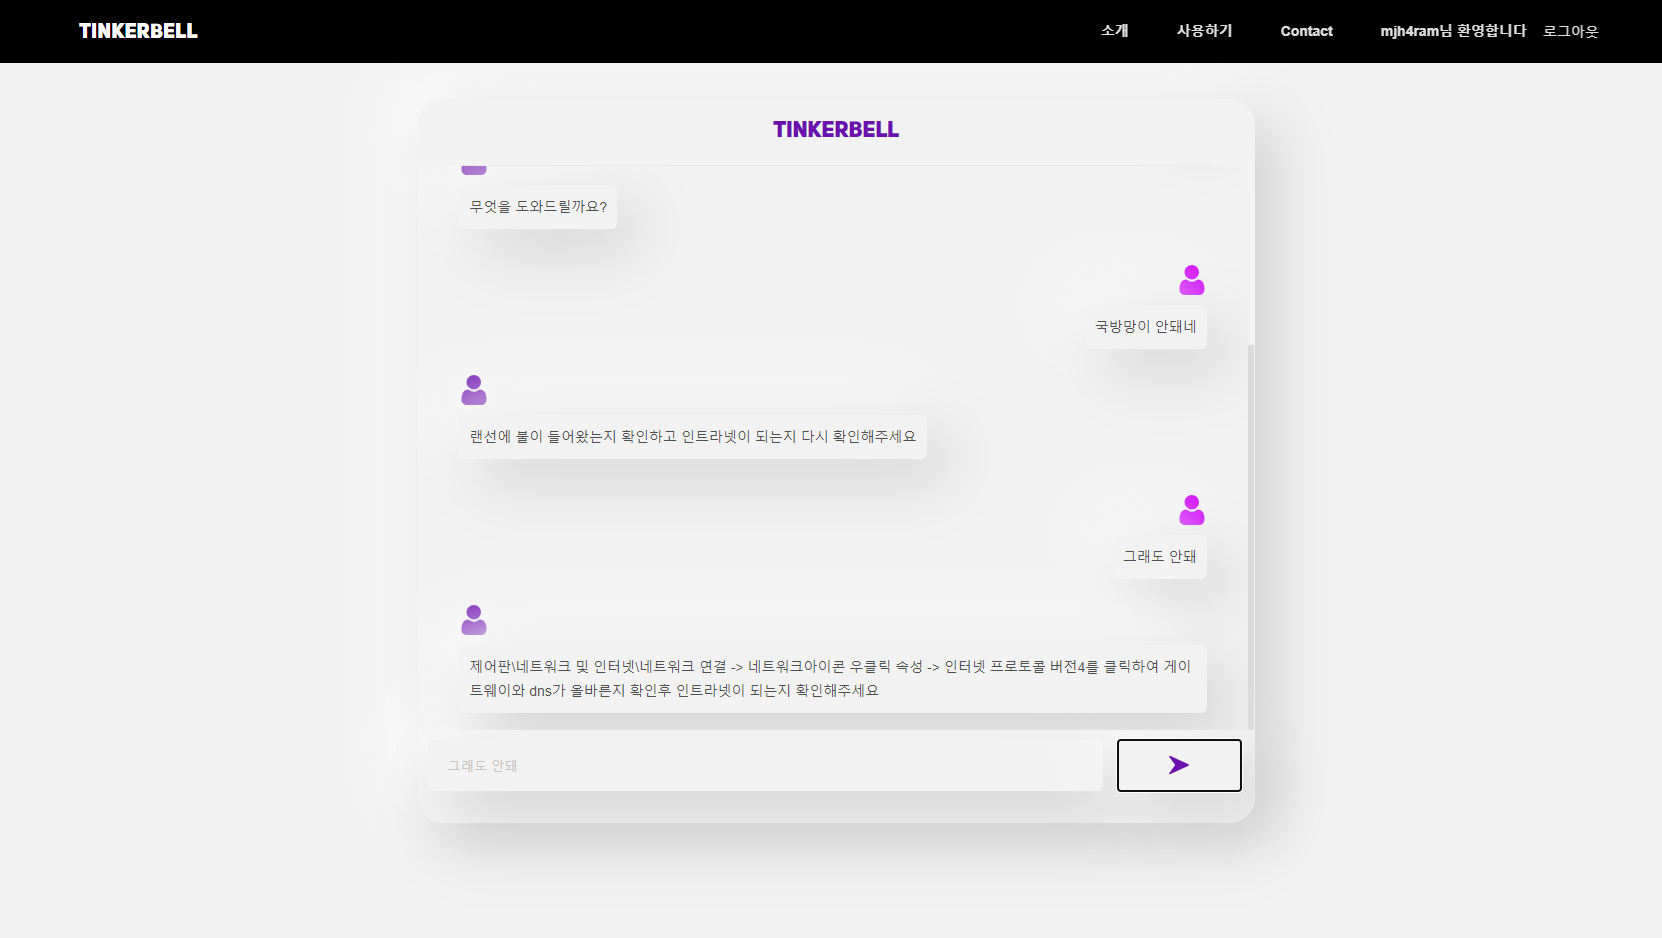 TINKERBELL
소개 사용하기 Contact mjh4ram님 환영합니다 로그아웃
TINKERBELL
무엇을 도와드릴까요?
국방망이 안돼네
랜선에 불이 들어왔는지 확인하고 인트라넷이 되는지 다시 확인해주세요
그래도 안돼
제어판\네트워크 및 인터넷\네트워크 연결 -> 네트워크아이콘 우클릭 속성 -> 인터넷 프로토콜 버전4를 클릭하여 게이
트웨이와 dns가 올바른지 확인후 인트라넷이 되는지 확인해주세요
그래도 안돼